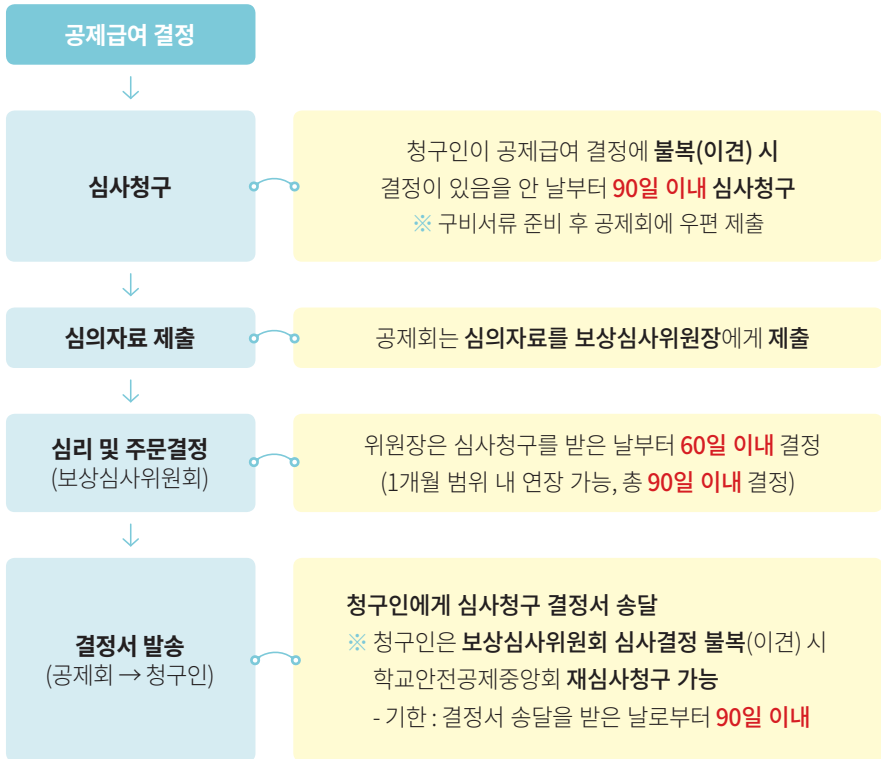 공제급여 결정
심사청구
청구인이 공제급여 결정에 불복(이견) 시
결정이 있음을 안 날부터 90일 이내 심사청구
※ 구비서류 준비 후 공제회에 우편 제출
심의자료 제출
공제회는 심의자료를 보상심사위원장에게 제출
심리 및 주문결정
(보상심사위원회)
위원장은 심사청구를 받은 날부터 60일 이내 결정
(1개월 범위 내 연장 가능, 총 90일 이내 결정)
결정서 발송
(공제회 → 청구인)
청구인에게 심사청구 결정서 송달
※ 청구인은 보상심사위원회 심사결정 불복(이견) 시
학교안전공제중앙회 재심사청구 가능
- 기한 : 결정서 송달을 받은 날로부터 90일 이내